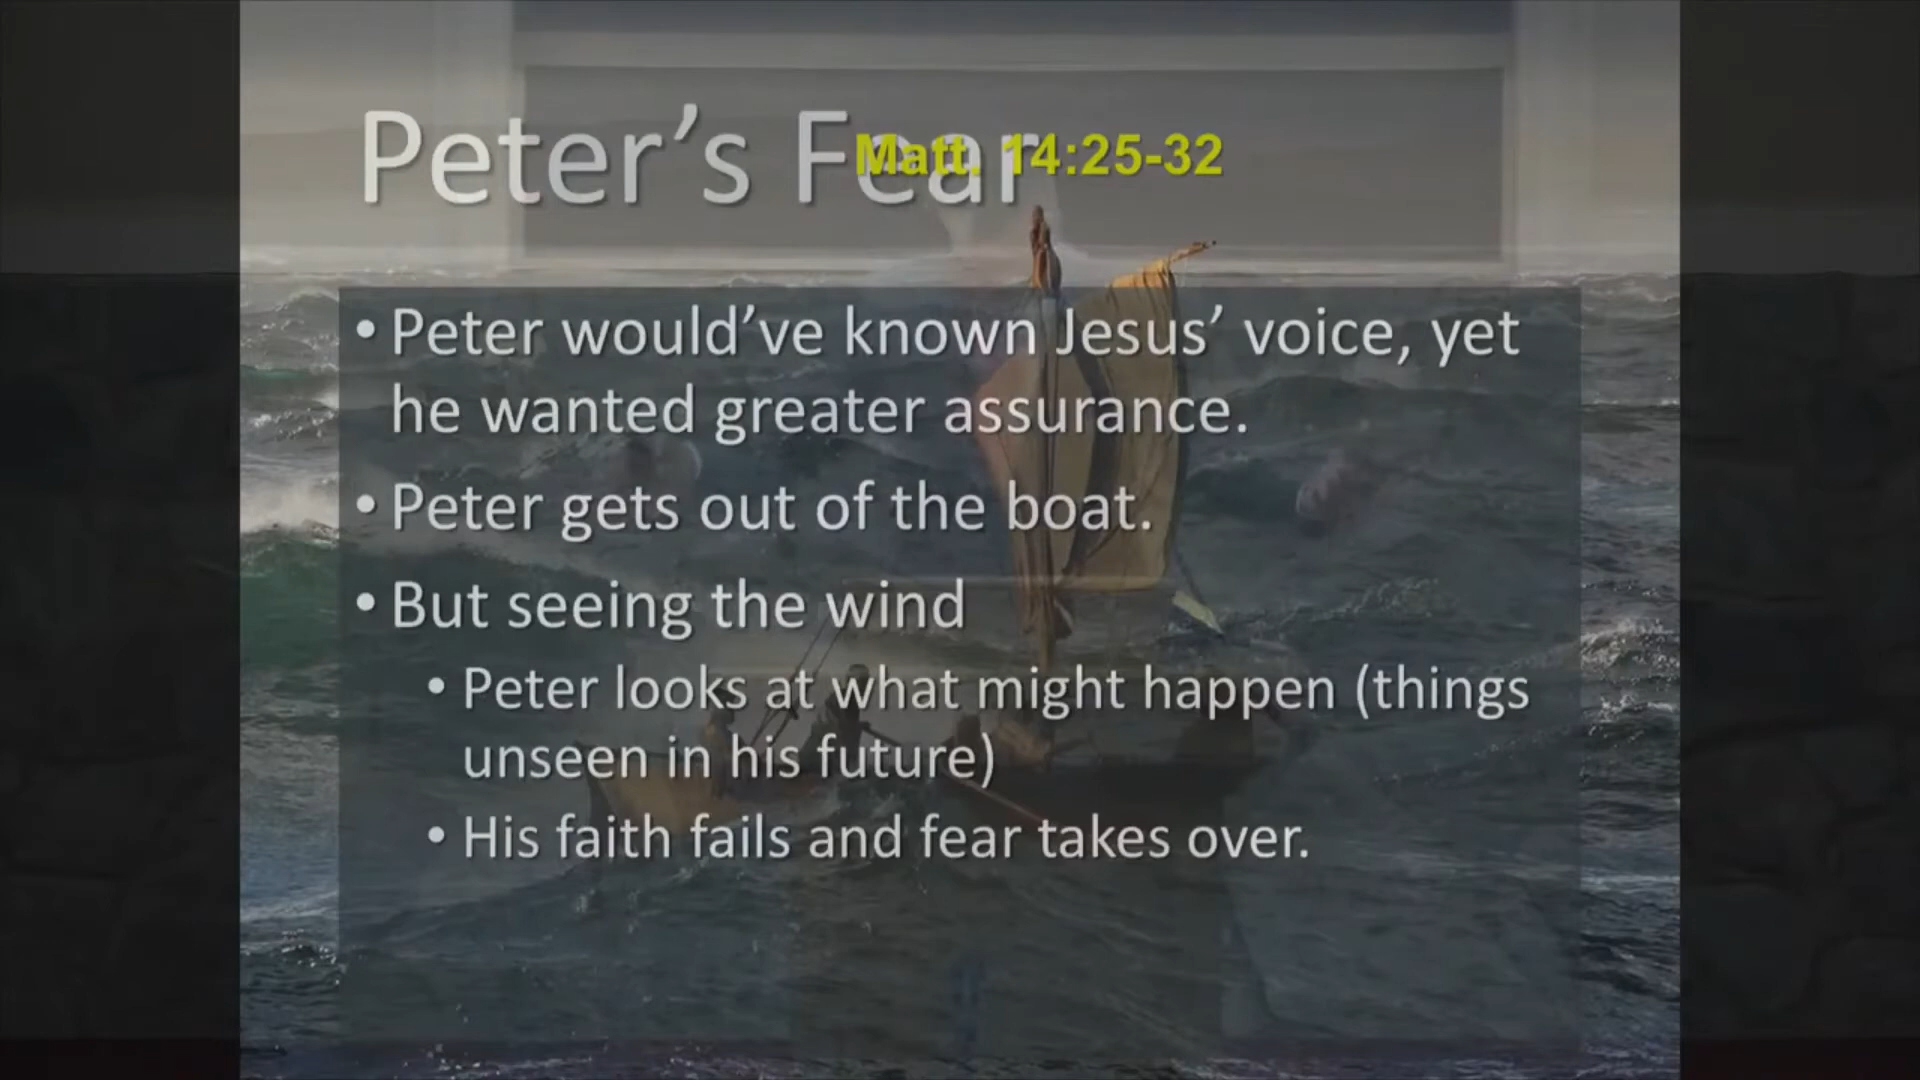 Peter’s Fear
Matt. 14:25-32
• Peter would’ve known Jesus’ voice, yet
he wanted greater assurance.
• Peter gets out of the boat.
• But seeing the wind
• Peter looks at what might happen (things
unseen in his future)
• His faith fails and fear takes over.